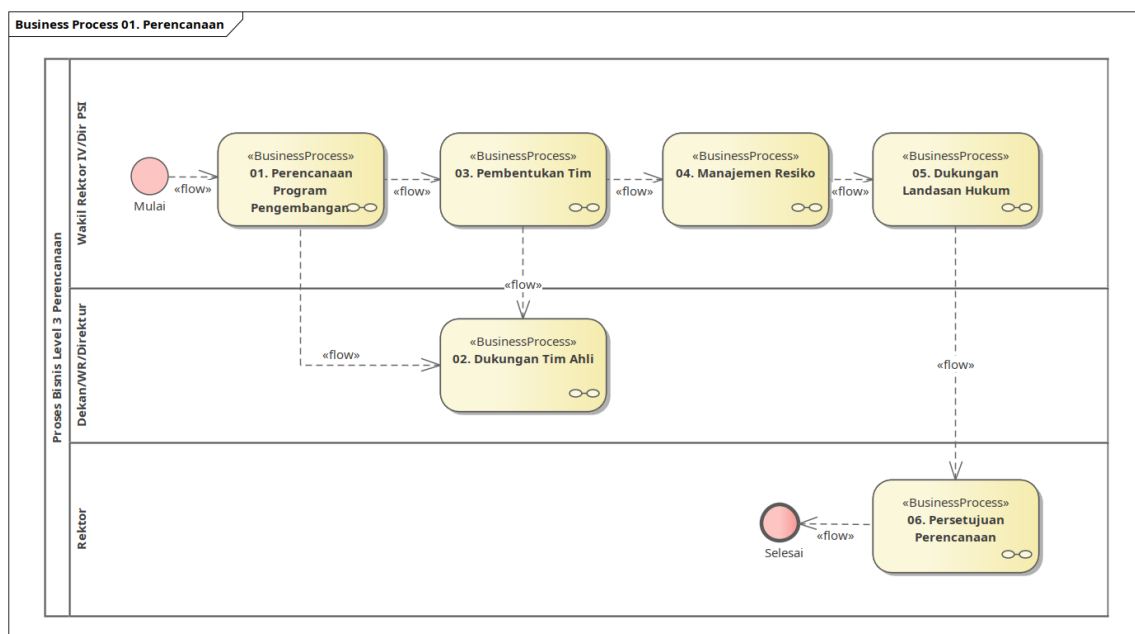 Business Process 01. Perencanaan
Proses Bisnis Level 3 Perencanaan
Wakil Rektor IV/Dir PSI
Mulai
«flow»
«BusinessProcess»
01. Perencanaan
Program
Pengembangan
«flow»
«BusinessProcess»
03. Pembentukan Tim
«flow»
«BusinessProcess»
04. Manajemen Resiko
«flow»
«BusinessProcess»
05. Dukungan
Landasan Hukum
«flow»
Dekan/WR/Direktur
«flow»
«BusinessProcess»
02. Dukungan Tim Ahli
«flow»
Rektor
Selesai
«flow»
«BusinessProcess»
06. Persetujuan
Perencanaan